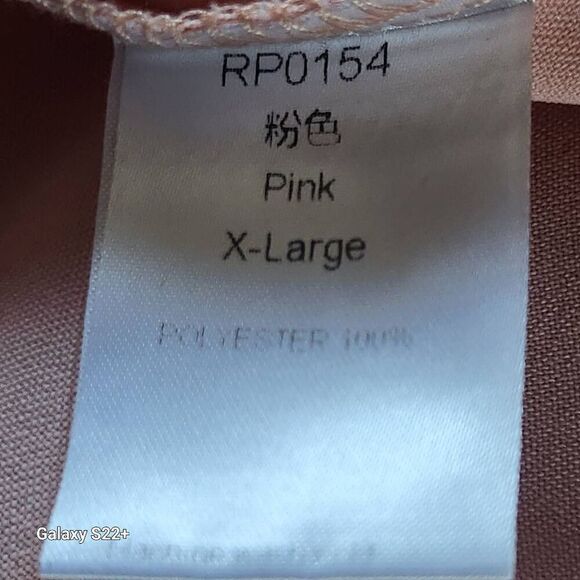 RP0154
粉色
Pink
X-Large
POLYESTER 100%
Galaxy S22+